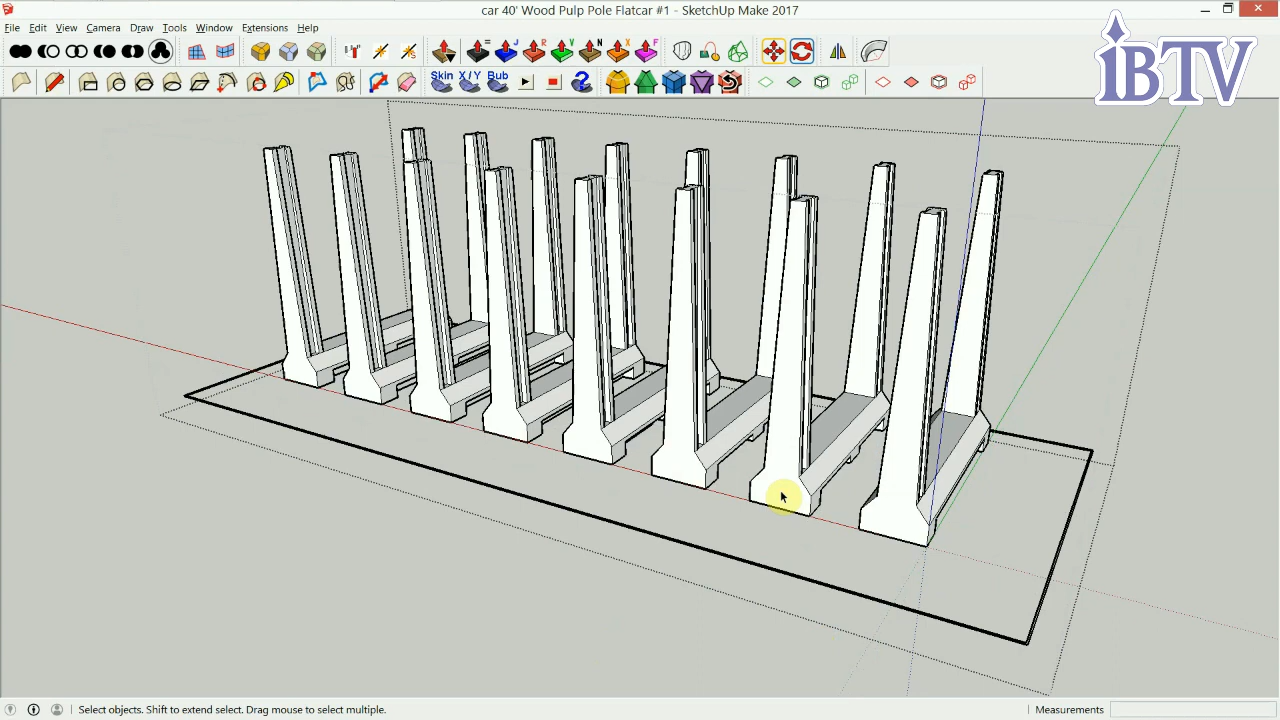 car 40' Wood Pulp Pole Flatcar #1 - SketchUp Make 2017
File Edit View Camera Draw Tools Window Extensions Help
iBTV
J R V N X F
Skin X/Y Bub
Select objects. Shift to extend select. Drag mouse to select multiple.
Measurements